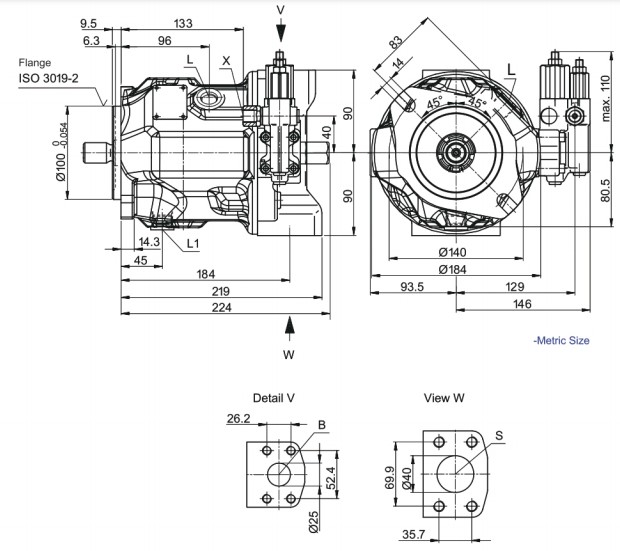 V
9.5
133
6.3
96
L
X
Flange
ISO 3019-2
Ø100 0 -0.054
90
40
90
14.3
L1
45
184
219
224
W
83
14
L
45°
45°
max. 110
80.5
Ø140
Ø184
93.5
129
146
-Metric Size
Detail V
26.2
B
52.4
Ø25
View W
S
69.9
Ø40
35.7